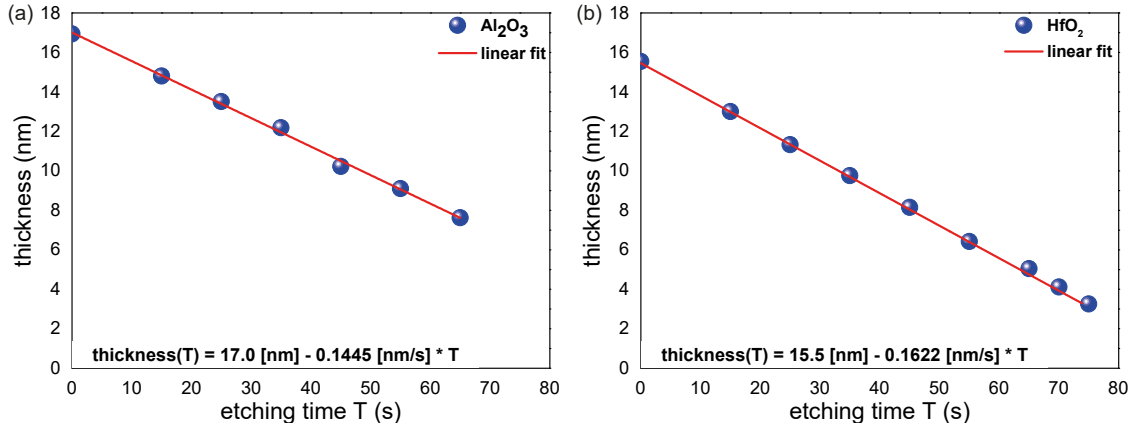 (a)
Al₂O₃
linear fit
thickness (nm)
18
16
14
12
10
8
6
4
2
0
thickness(T) = 17.0 [nm] - 0.1445 [nm/s] * T
0 10 20 30 40 50 60 70 80
etching time T (s)
(b)
HfO₂
linear fit
thickness (nm)
18
16
14
12
10
8
6
4
2
0
thickness(T) = 15.5 [nm] - 0.1622 [nm/s] * T
0 10 20 30 40 50 60 70 80
etching time T (s)